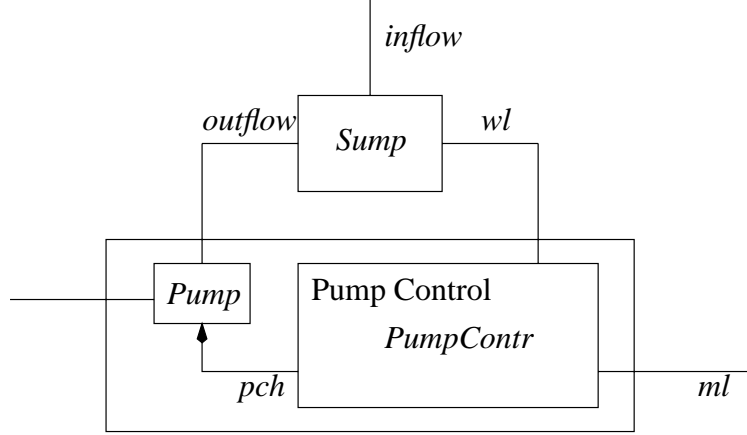 inflow
outflow
wl
Sump
Pump
Pump Control
PumpContr
pch
ml